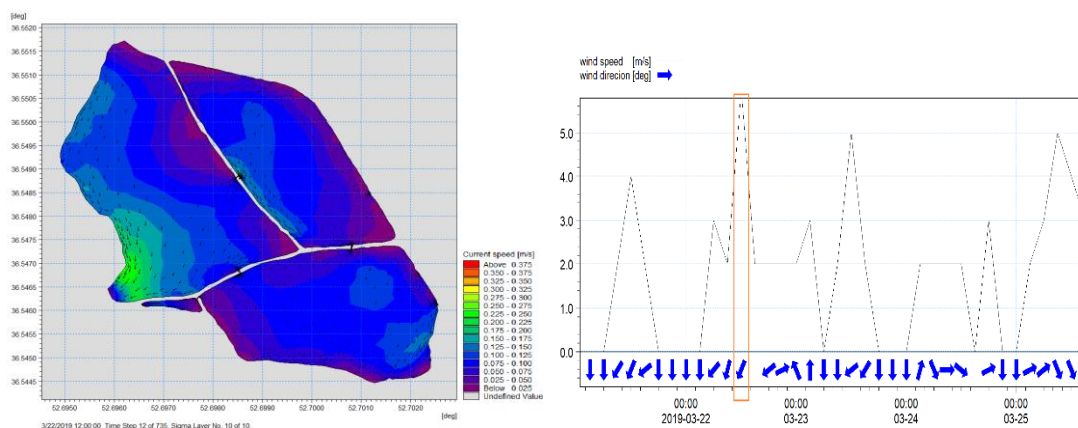 [deg]
36.5520
36.5515
36.5510
36.5505
36.5500
36.5495
36.5490
36.5485
36.5480
36.5475
36.5470
36.5465
36.5460
36.5455
36.5450
36.5445
52.6950 52.6960 52.6970 52.6980 52.6990 52.7000 52.7010 52.7020
[deg]
3/22/2019 12:00:00 Time Step 12 of 735. Sigma Layer No. 10 of 10.
Current speed [m/s]
Above 0.375
0.350 - 0.375
0.325 - 0.350
0.300 - 0.325
0.275 - 0.300
0.250 - 0.275
0.225 - 0.250
0.200 - 0.225
0.175 - 0.200
0.150 - 0.175
0.125 - 0.150
0.100 - 0.125
0.075 - 0.100
0.050 - 0.075
0.025 - 0.050
Below 0.025
Undefined Value
wind speed [m/s]
wind direcion [deg]
5.0
4.0
3.0
2.0
1.0
0.0
00:00 00:00 00:00 00:00
2019-03-22 03-23 03-24 03-25